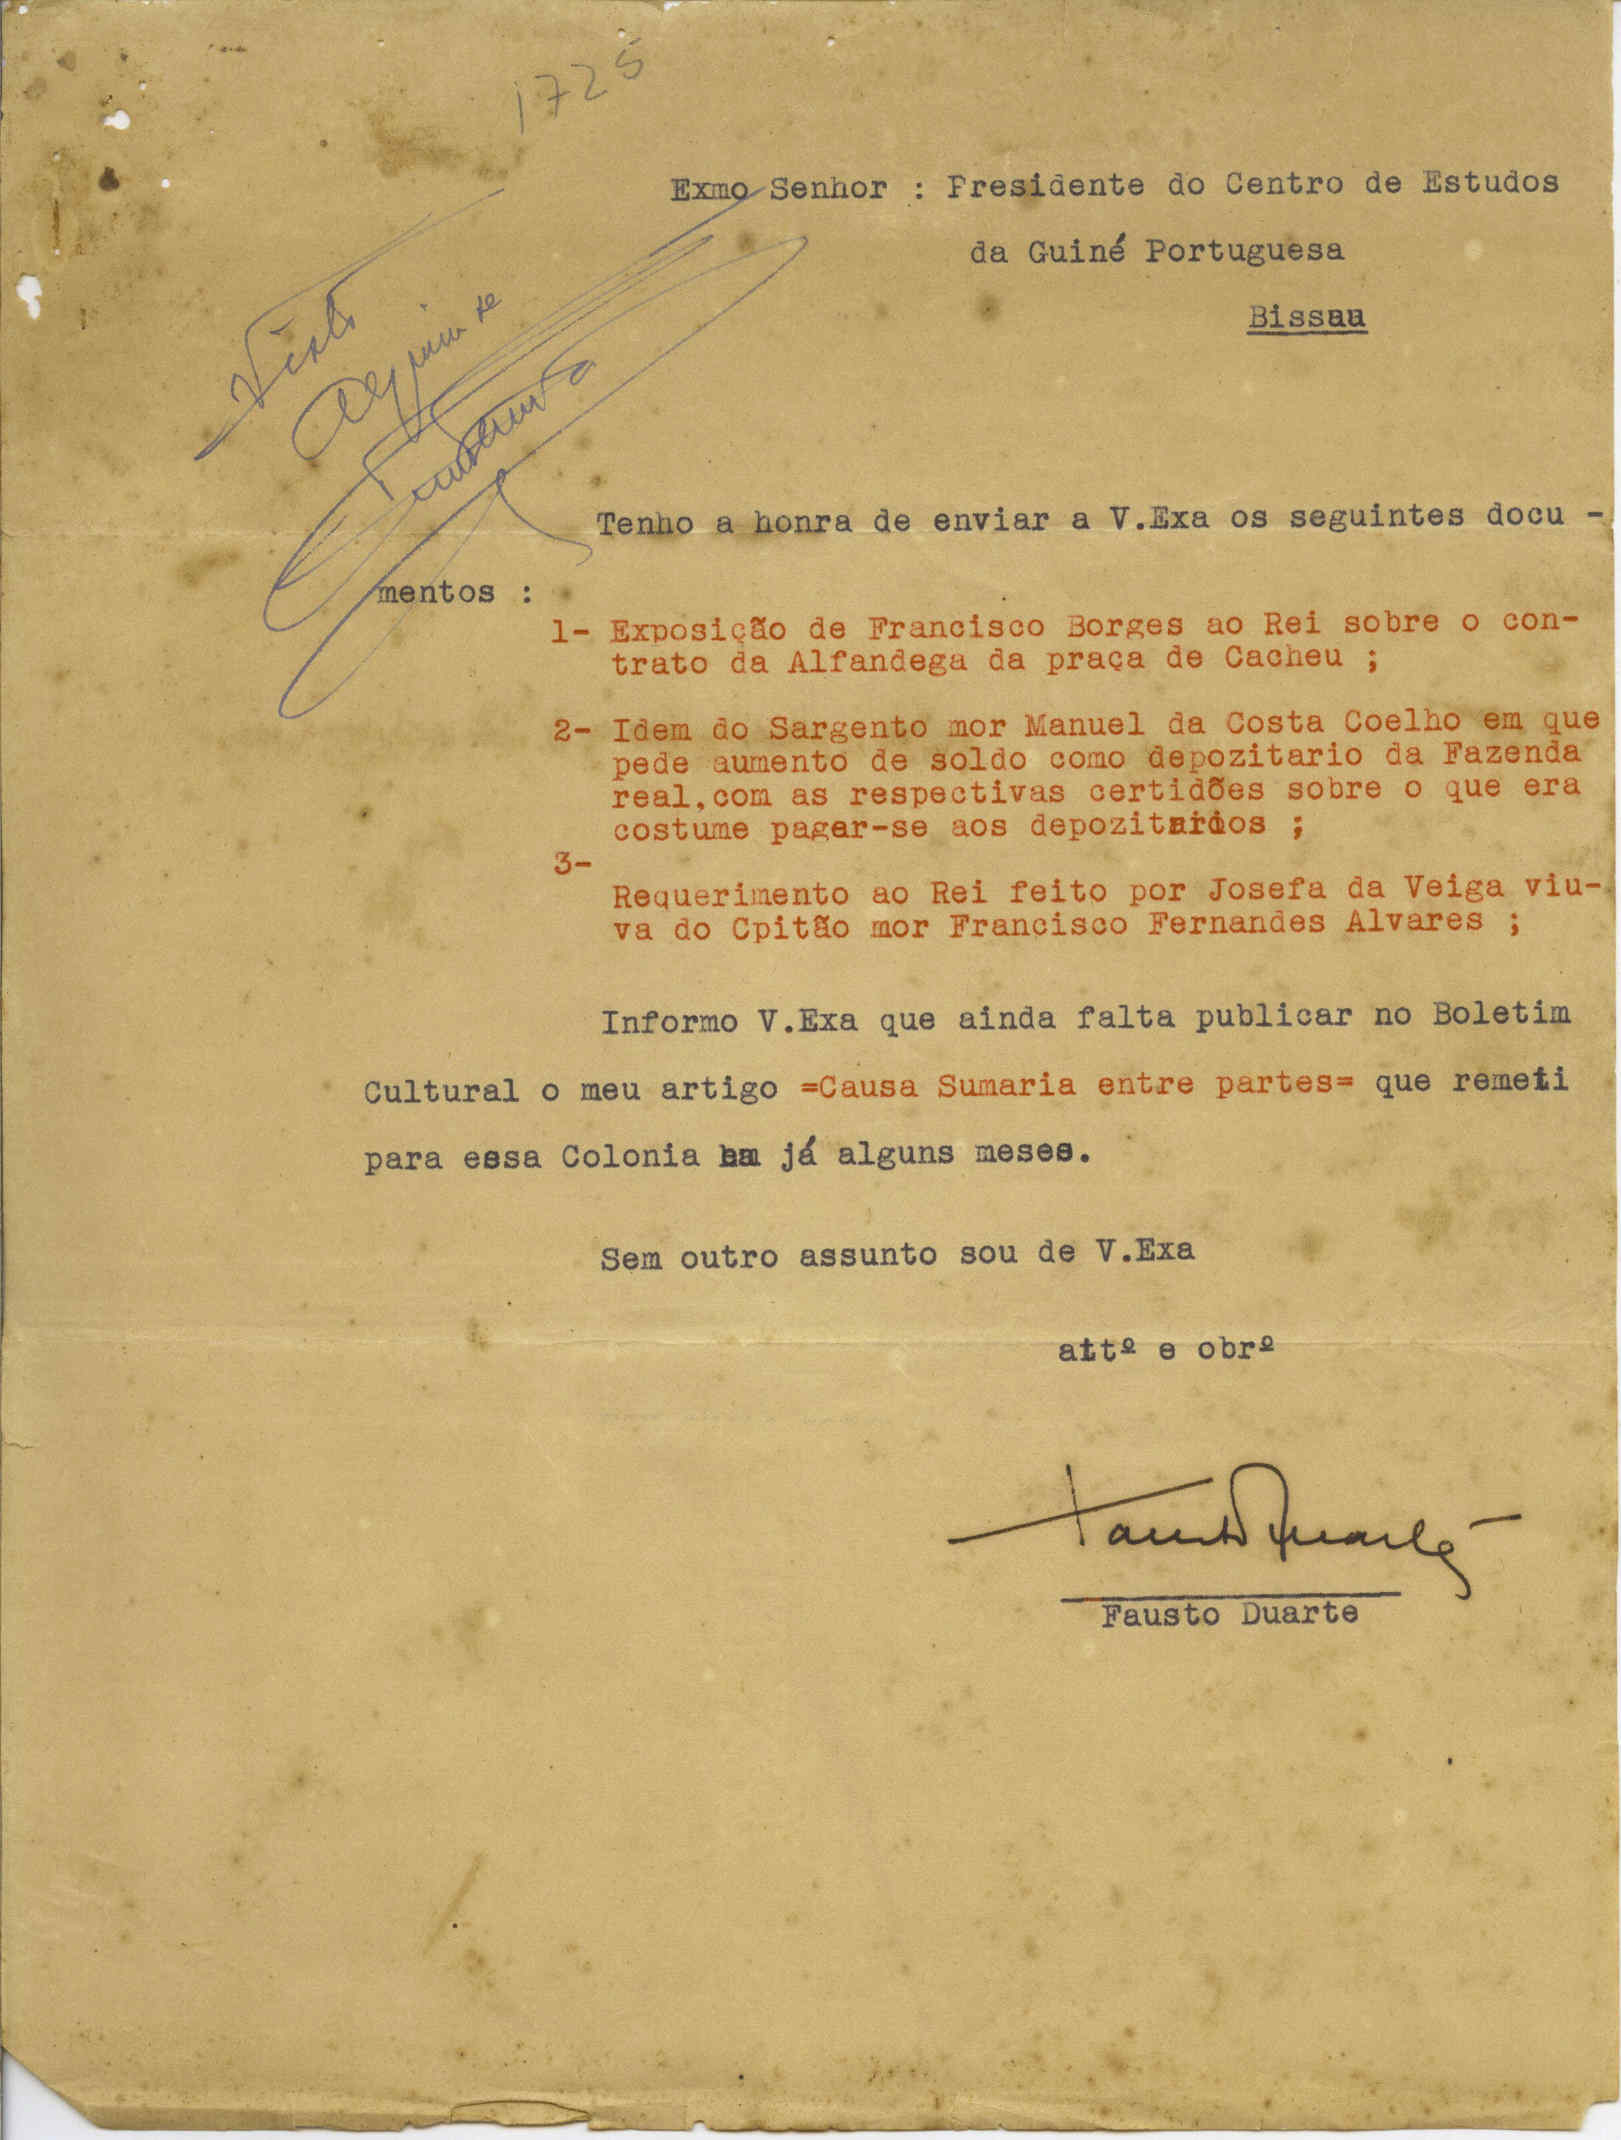 1725
Exmo Senhor : Presidente do Centro de Estudos
da Guiné Portuguesa
Bissau
Visto
Arquive-se
Tenho a honra de enviar a V.Exa os seguintes docu -
mentos :
1- Exposição de Francisco Borges ao Rei sobre o con-
trato da Alfandega da praça de Cacheu ;
2- Idem do Sargento mor Manuel da Costa Coelho em que
pede aumento de soldo como depozitario da Fazenda
real,com as respectivas certidões sobre o que era
costume pagar-se aos depozitarios ;
3-
Requerimento ao Rei feito por Josefa da Veiga viu-
va do Cpitão mor Francisco Fernandes Alvares ;
Informo V.Exa que ainda falta publicar no Boletim
Cultural o meu artigo =Causa Sumaria entre partes= que remeti
para essa Colonia ha já alguns meses.
Sem outro assunto sou de V.Exa
attº e obrº
Fausto Duarte
Fausto Duarte